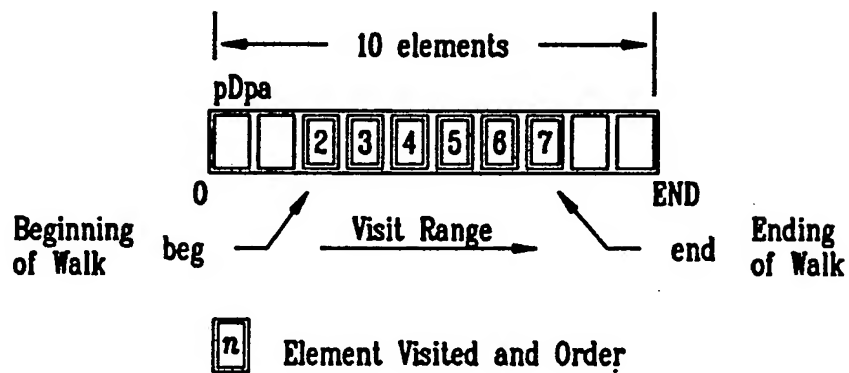 10 elements
pDpa
2 3 4 5 6 7
0 END
Beginning of Walk beg Visit Range end Ending of Walk
n Element Visited and Order